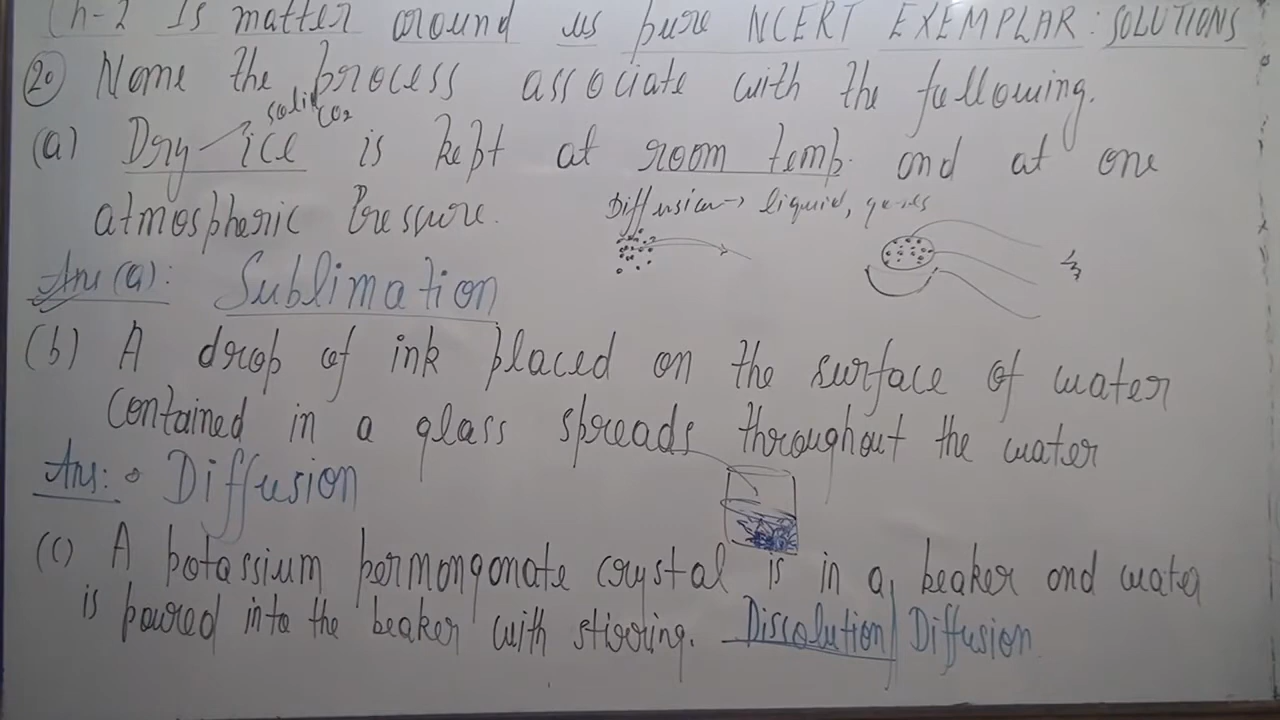 Ch-2 Is matter around us pure NCERT EXEMPLAR : SOLUTIONS
20 Name the process associate with the following.
solid CO2
(a) Dry ice is kept at room temp. and at one
atmospheric Pressure.
Diffusion → liquid, gases
Ans (a): Sublimation
(b) A drop of ink placed on the surface of water
contained in a glass spreads throughout the water
Ans: Diffusion
(c) A potassium permongonate crystal is in a beaker and water
is poured into the beaker with stirring. Dissolution/Diffusion